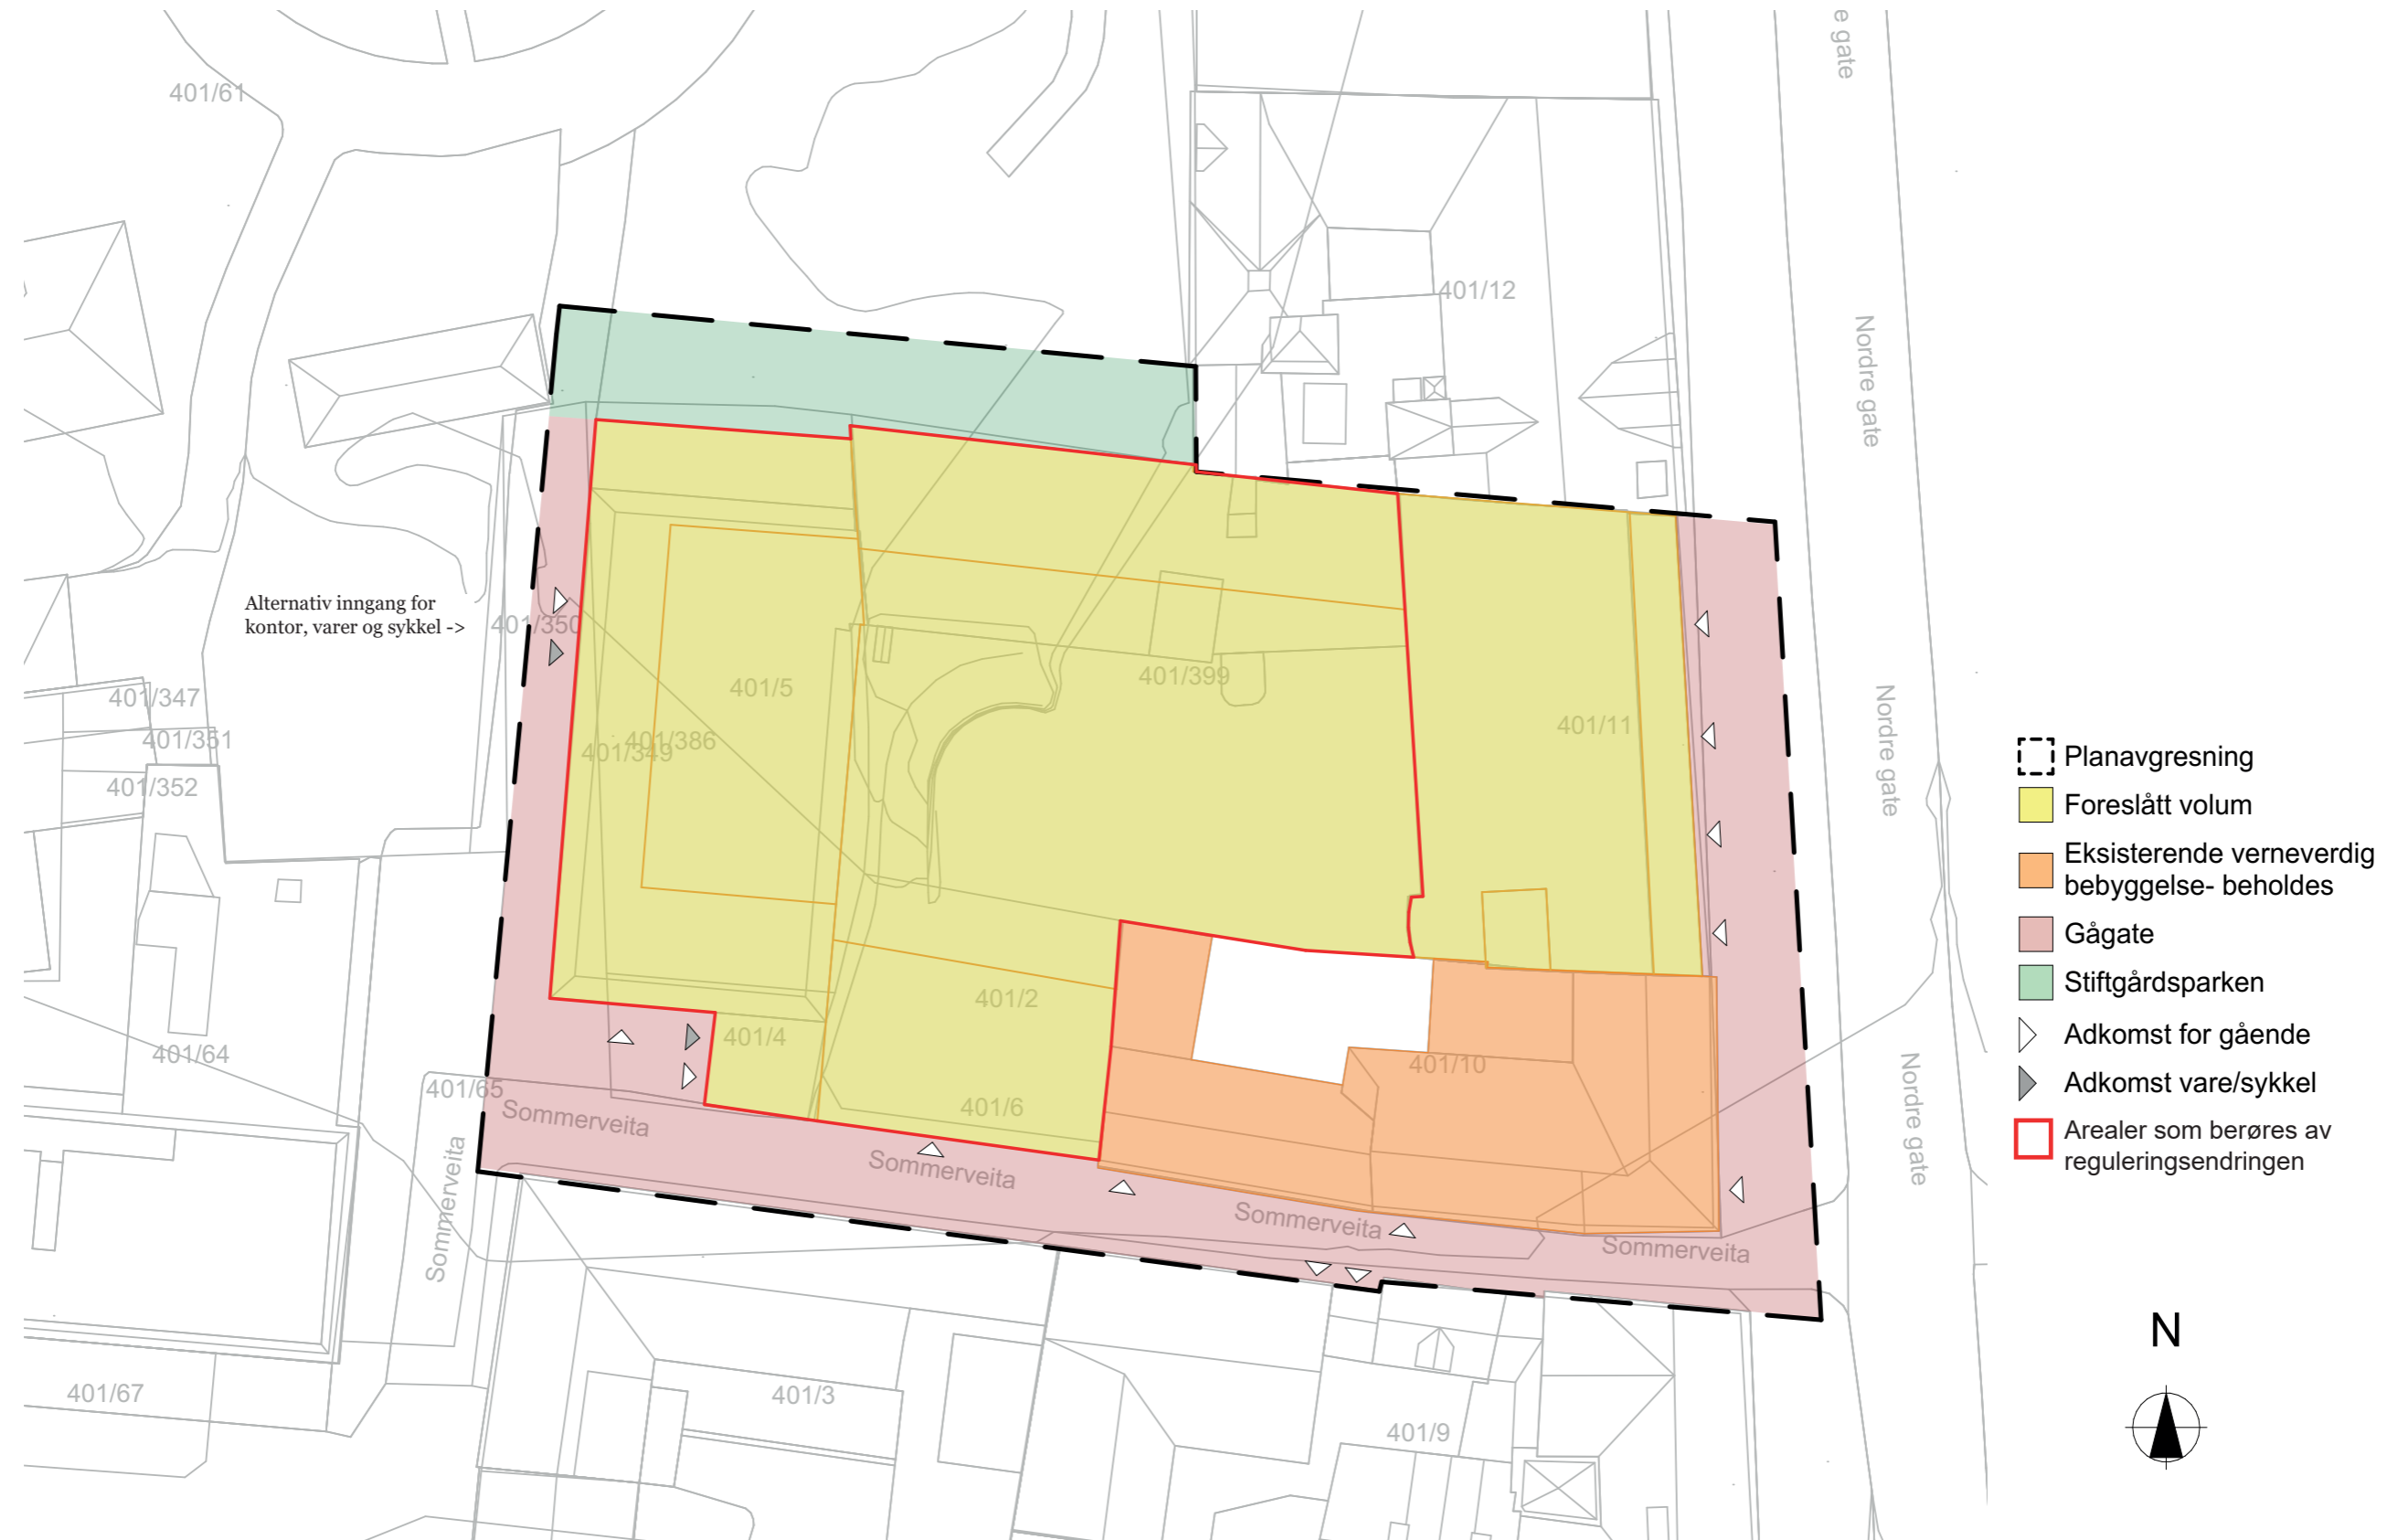 e gate
401/61
401/12
Nordre gate
Alternativ inngang for
kontor, varer og sykkel ->
401/350
401/5
401/399
401/347
401/351
401/352
401/386
401/349
401/11
Nordre gate
Planavgresning
Foreslått volum
Eksisterende verneverdig
bebyggelse- beholdes
Gågate
Stiftgårdsparken
Adkomst for gående
Adkomst vare/sykkel
Arealer som berøres av
reguleringsendringen
401/2
401/4
401/64
401/10
401/65
401/6
Nordre gate
Sommerveita
Sommerveita
Sommerveita
Sommerveita
Sommerveita
401/67
401/3
401/9
N